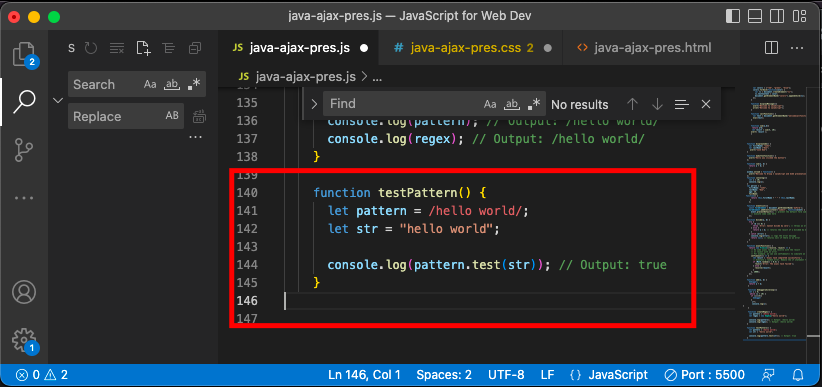 java-ajax-pres.js — JavaScript for Web Dev
2
S
Search Aa ab .*
Replace AB
JS java-ajax-pres.js
# java-ajax-pres.css 2
<> java-ajax-pres.html
JS java-ajax-pres.js > ...
Find Aa ab .* No results
134
135
136 console.log(pattern); // Output: /hello world/
137 console.log(regex); // Output: /hello world/
138 }
139
140 function testPattern() {
141 let pattern = /hello world/;
142 let str = "hello world";
143
144 console.log(pattern.test(str)); // Output: true
145 }
146
147
1
0 2 Ln 146, Col 1 Spaces: 2 UTF-8 LF {} JavaScript Port : 5500